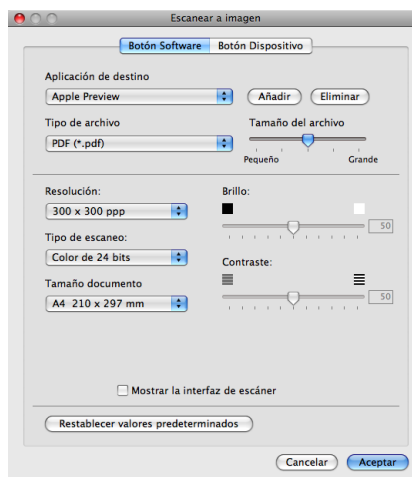 Escanear a imagen
Botón Software Botón Dispositivo
Aplicación de destino
Apple Preview Añadir Eliminar
Tipo de archivo Tamaño del archivo
PDF (*.pdf)
Pequeño Grande
Resolución: Brillo:
300 x 300 ppp
50
Tipo de escaneo:
Color de 24 bits
Contraste:
Tamaño documento
A4 210 x 297 mm 50
Mostrar la interfaz de escáner
Restablecer valores predeterminados
Cancelar Aceptar